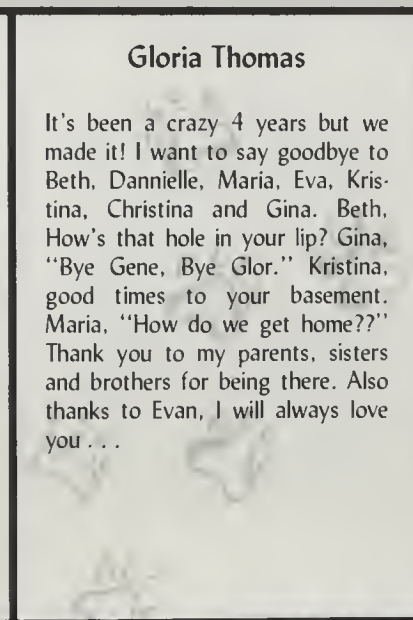 Gloria Thomas
It's been a crazy 4 years but we
made it! I want to say goodbye to
Beth, Dannielle, Maria, Eva, Kris-
tina, Christina and Gina. Beth,
How's that hole in your lip? Gina,
"Bye Gene, Bye Glor." Kristina,
good times to your basement.
Maria, "How do we get home??"
Thank you to my parents, sisters
and brothers for being there. Also
thanks to Evan, I will always love
you . . .